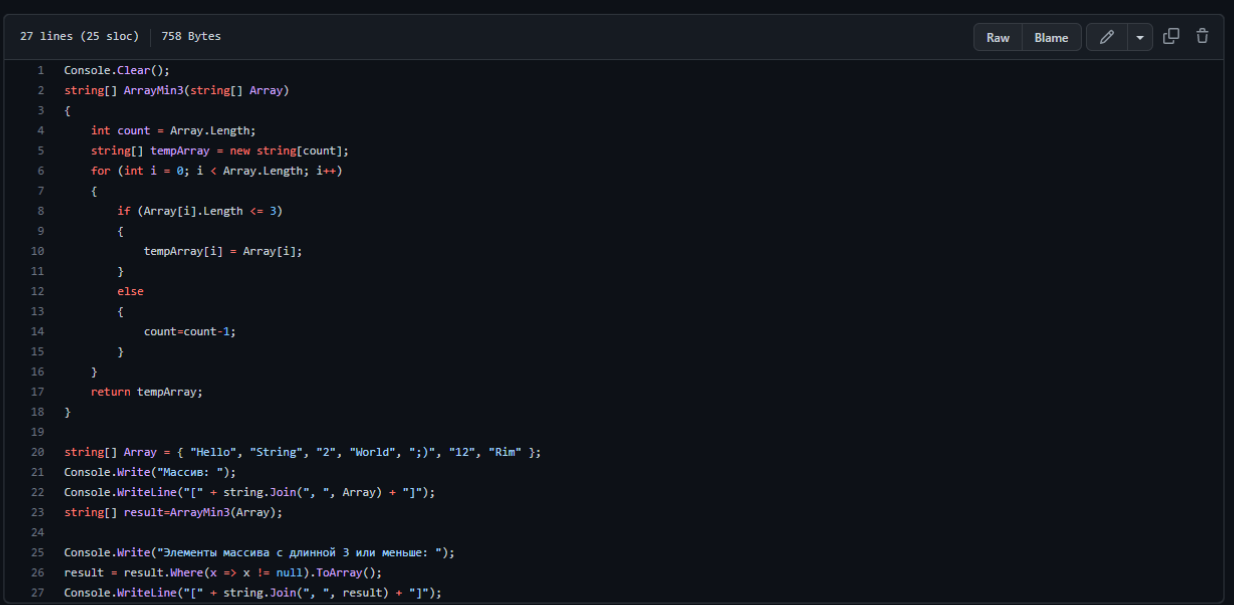 27 lines (25 sloc) 758 Bytes Raw Blame
1 Console.Clear();
2 string[] ArrayMin3(string[] Array)
3 {
4     int count = Array.Length;
5     string[] tempArray = new string[count];
6     for (int i = 0; i < Array.Length; i++)
7     {
8         if (Array[i].Length <= 3)
9         {
10             tempArray[i] = Array[i];
11         }
12         else
13         {
14             count=count-1;
15         }
16     }
17     return tempArray;
18 }
19
20 string[] Array = { "Hello", "String", "2", "World", ";)", "12", "Rim" };
21 Console.Write("Массив: ");
22 Console.WriteLine("[" + string.Join(", ", Array) + "]");
23 string[] result=ArrayMin3(Array);
24
25 Console.Write("Элементы массива с длинной 3 или меньше: ");
26 result = result.Where(x => x != null).ToArray();
27 Console.WriteLine("[" + string.Join(", ", result) + "]");